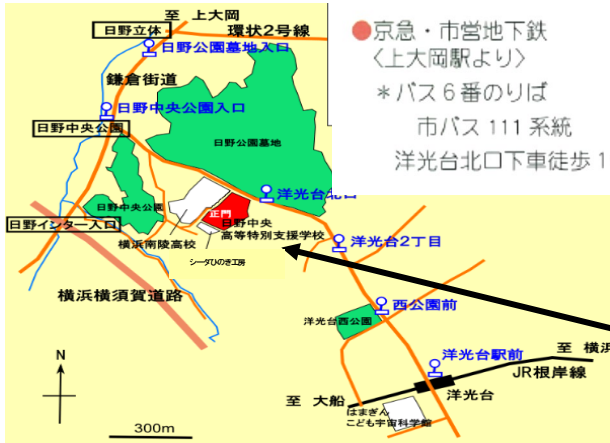 至 上大岡
日野立体
環状2号線
日野公園墓地入口
鎌倉街道
日野中央公園入口
日野中央公園
日野公園墓地
洋光台北口
日野中央公園
正門
日野インター入口
横浜南陵高校
日野中央
高等特別支援学校
シーダひのき工房
洋光台2丁目
横浜横須賀道路
西公園前
洋光台西公園
洋光台駅前
至 横浜
JR根岸線
洋光台
至 大船
はまぎん
こども宇宙科学館
N
300m
●京急・市営地下鉄
〈上大岡駅より〉
*バス6番のりば
市バス 111 系統
洋光台北口下車徒歩 1